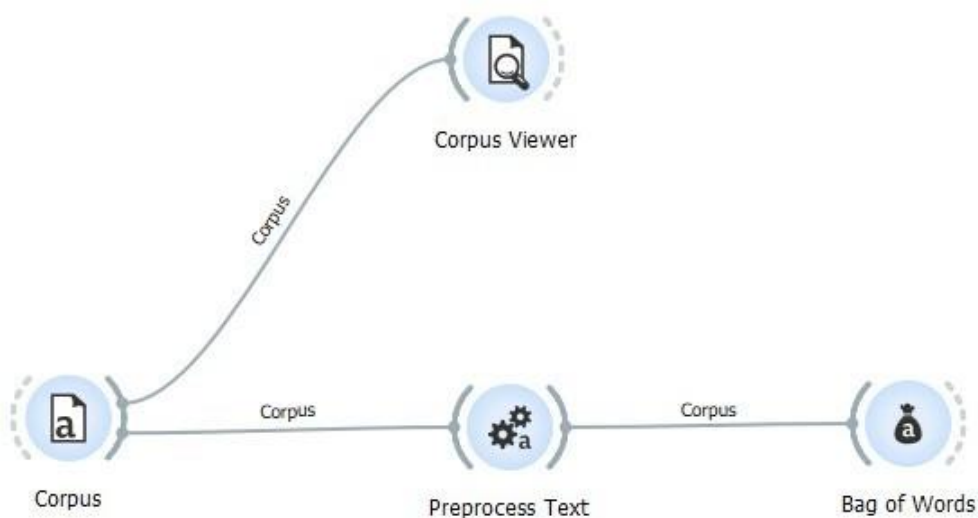 Corpus Viewer
Corpus
Corpus
Corpus
Corpus
Preprocess Text
Bag of Words
a
a
a